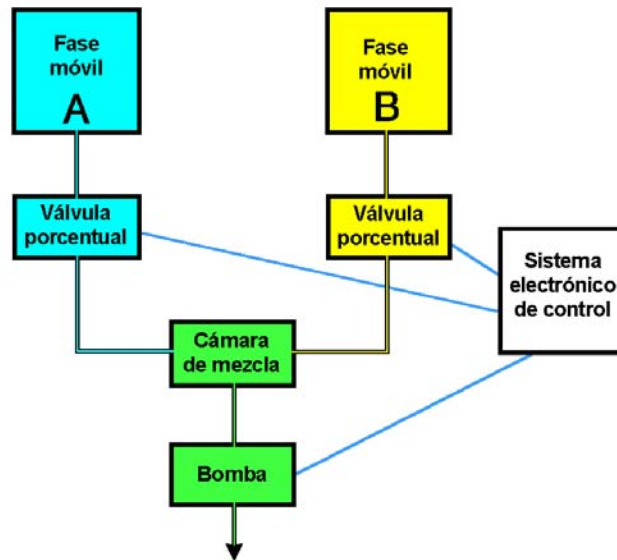 Fase
móvil
A
Fase
móvil
B
Válvula
porcentual
Válvula
porcentual
Sistema
electrónico
de control
Cámara
de mezcla
Bomba